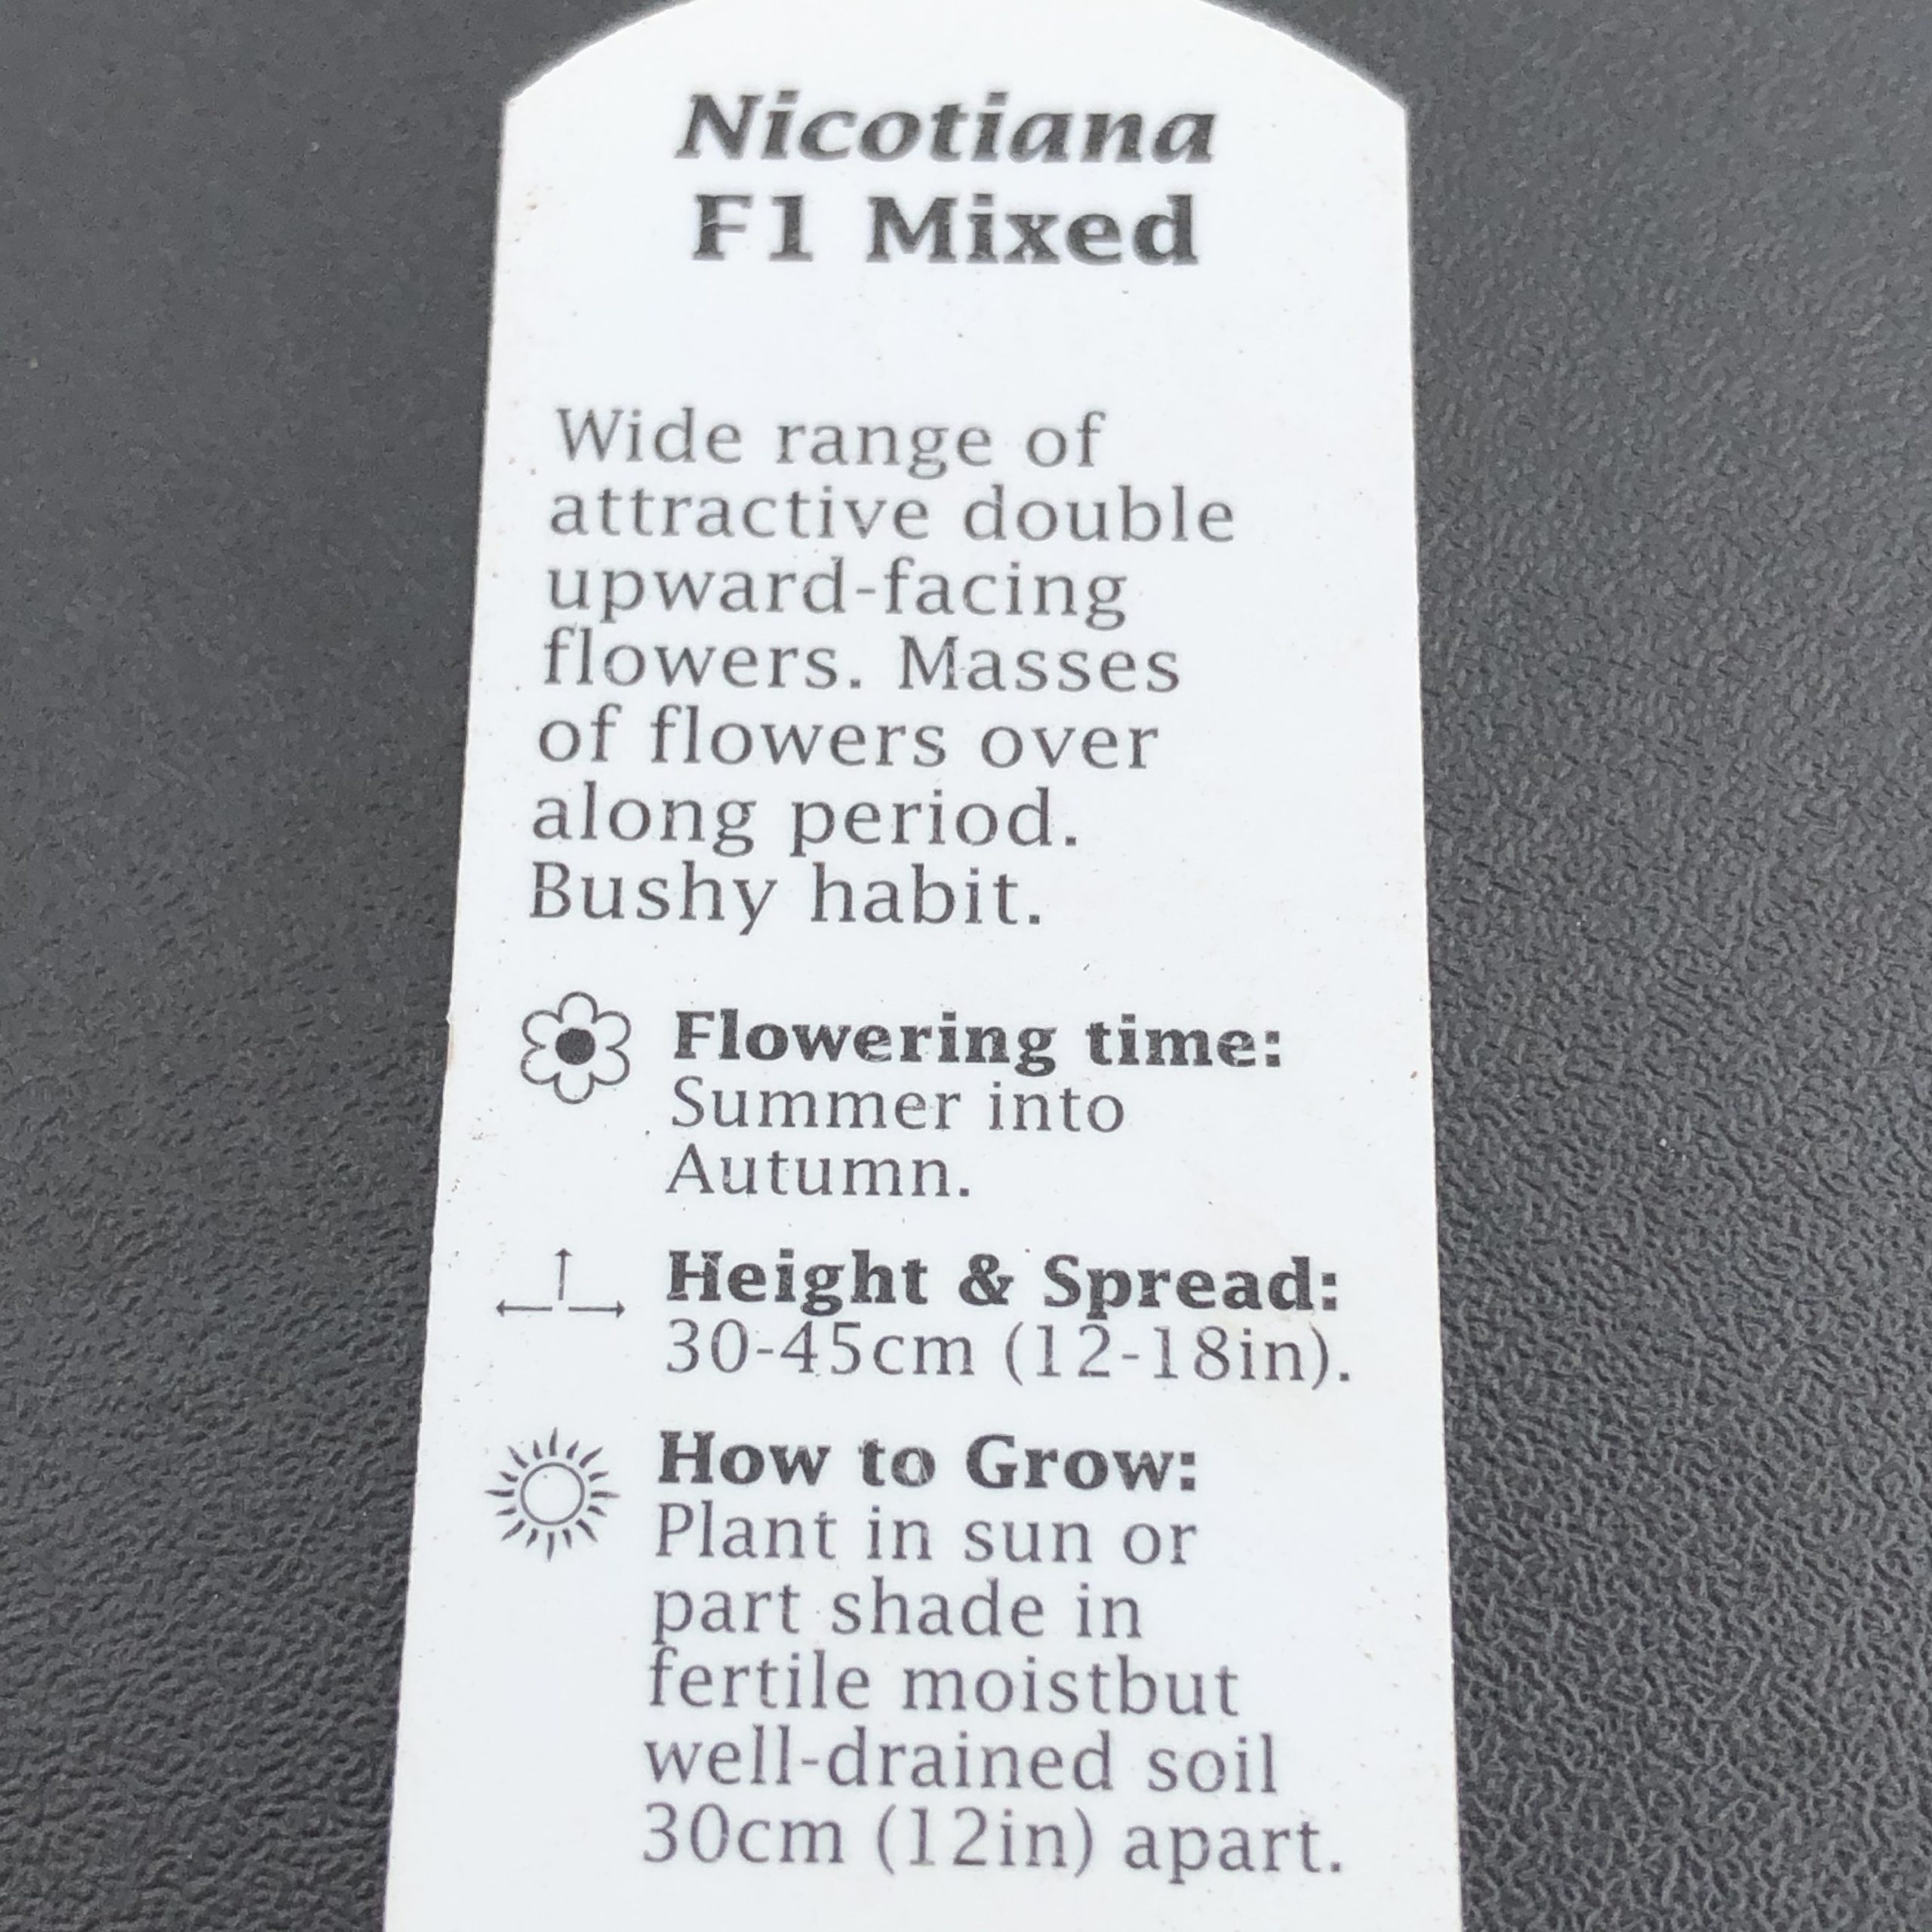 Nicotiana
F1 Mixed
Wide range of
attractive double
upward-facing
flowers. Masses
of flowers over
along period.
Bushy habit.
Flowering time:
Summer into
Autumn.
Height & Spread:
30-45cm (12-18in).
How to Grow:
Plant in sun or
part shade in
fertile moistbut
well-drained soil
30cm (12in) apart.